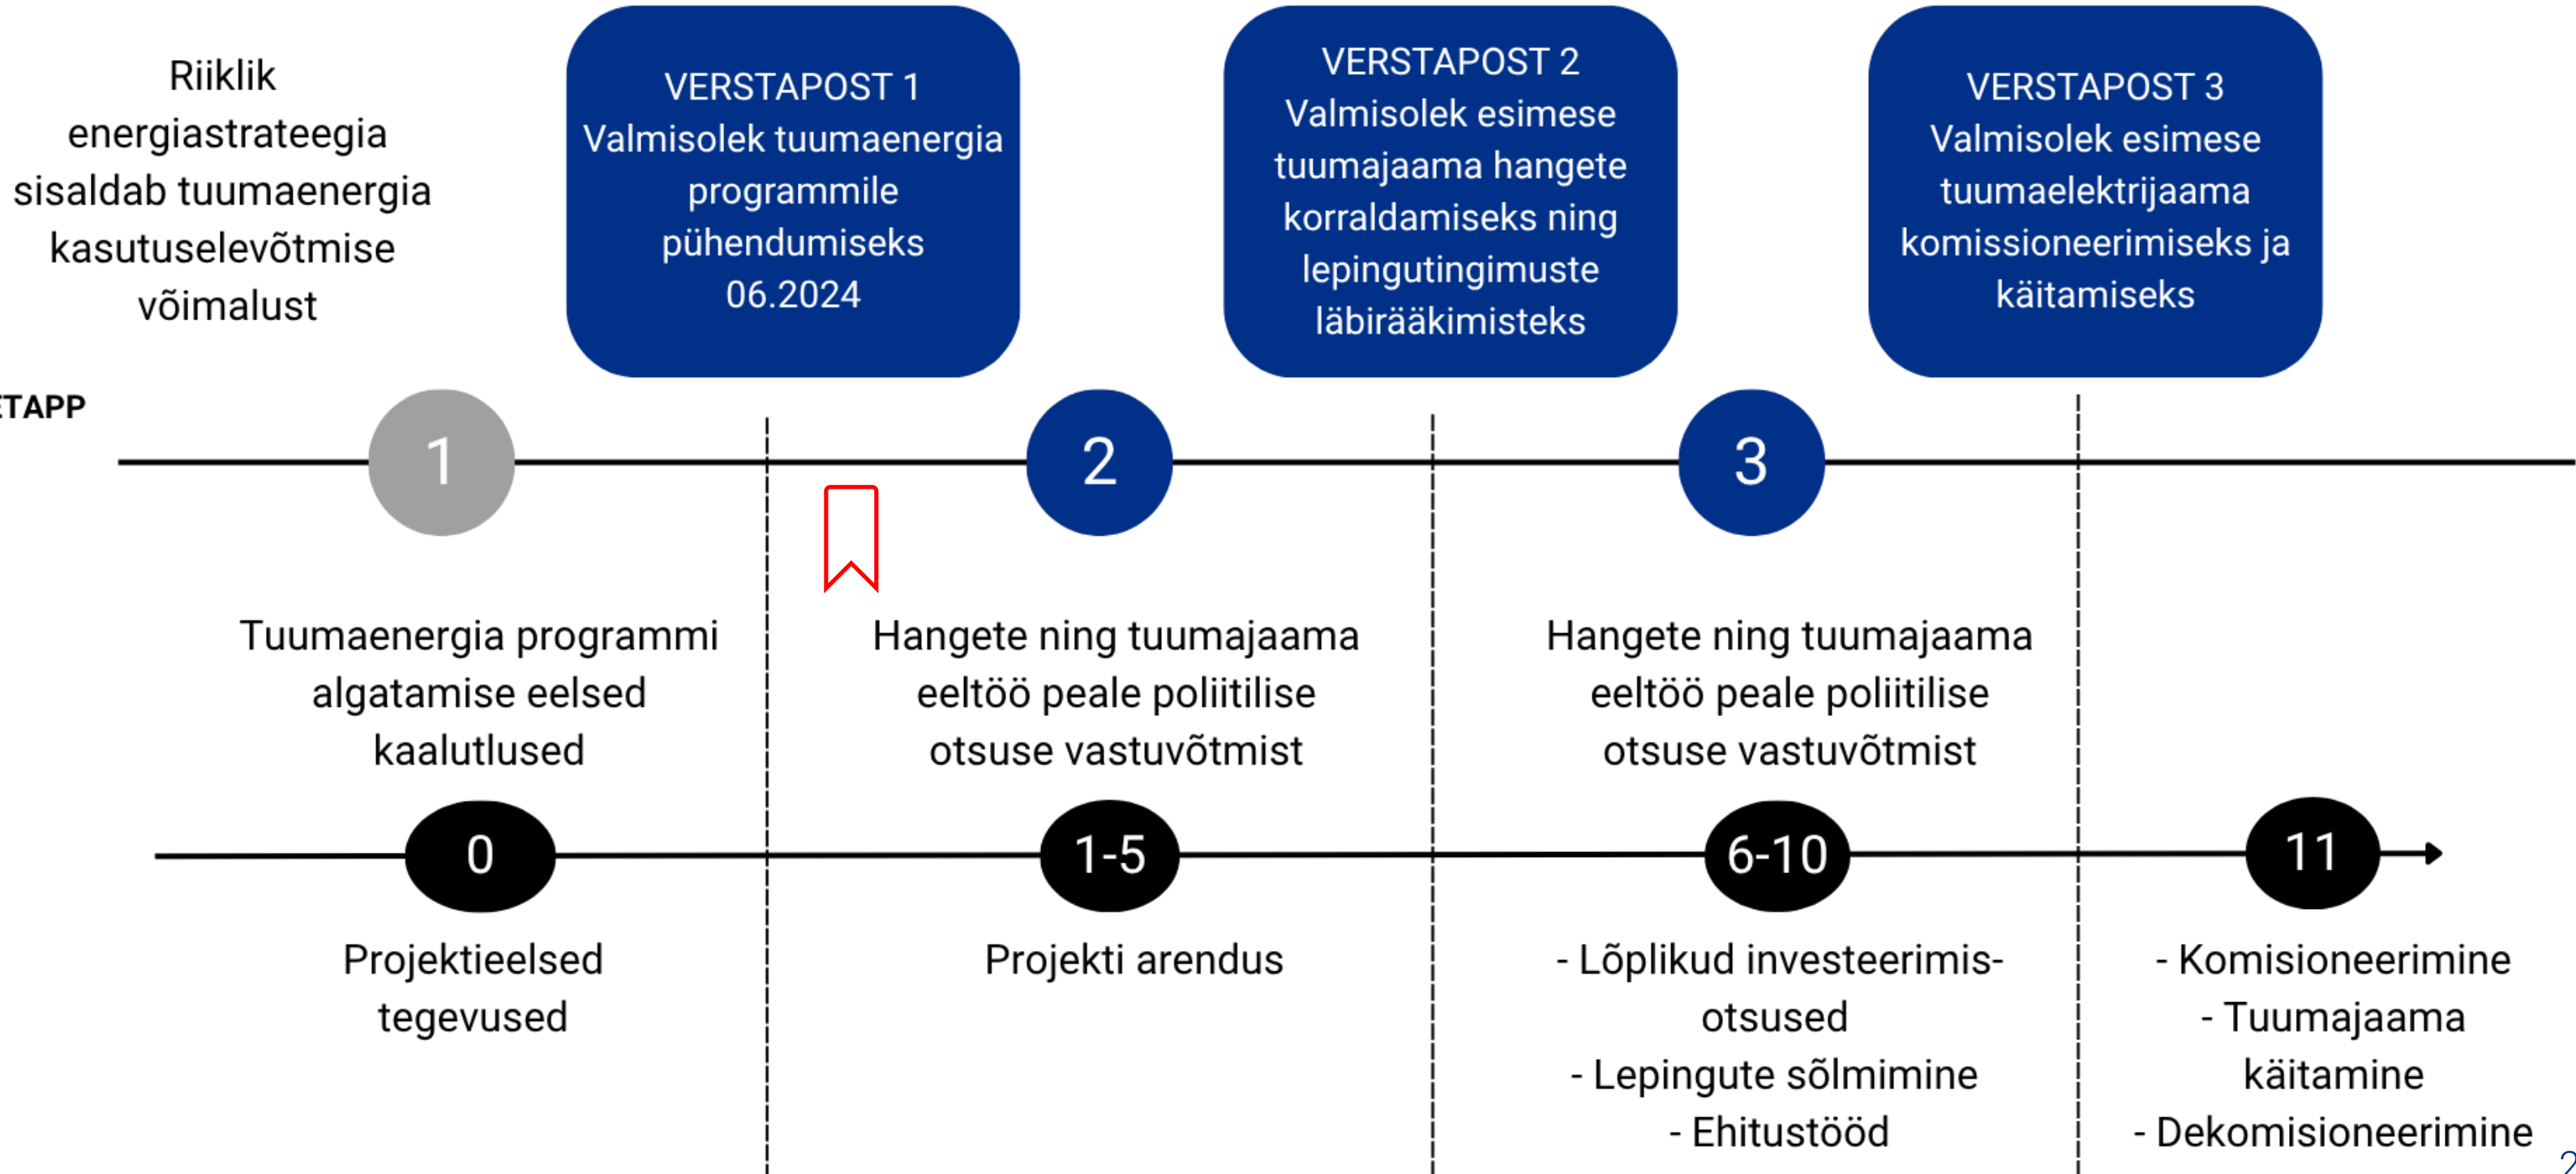 Riiklik
energiastrateegia
sisaldab tuumaenergia
kasutuselevõtmise
võimalust
VERSTAPOST 1
Valmisolek tuumaenergia
programmile
pühendumiseks
06.2024
VERSTAPOST 2
Valmisolek esimese
tuumajaama hangete
korraldamiseks ning
lepingutingimuste
läbirääkimisteks
VERSTAPOST 3
Valmisolek esimese
tuumaelektrijaama
komissioneerimiseks ja
käitamiseks
ETAPP
1
2
3
Tuumaenergia programmi
algatamise eelsed
kaalutlused
Hangete ning tuumajaama
eeltöö peale poliitilise
otsuse vastuvõtmist
Hangete ning tuumajaama
eeltöö peale poliitilise
otsuse vastuvõtmist
0
1-5
6-10
11
Projektieelsed
tegevused
Projekti arendus
- Lõplikud investeerimis-
otsused
- Lepingute sõlmimine
- Ehitustööd
- Komisioneerimine
- Tuumajaama
käitamine
- Dekomisioneerimine